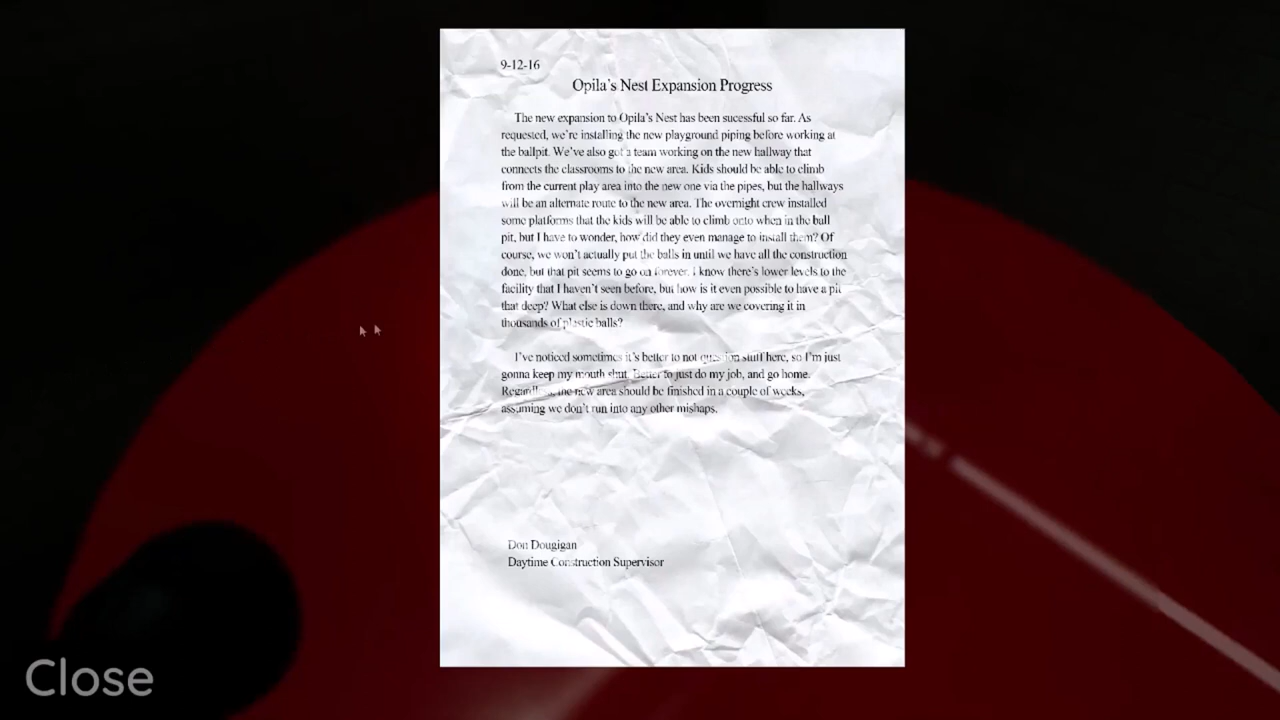 9-12-16
Opila's Nest Expansion Progress
The new expansion to Opila's Nest has been sucessful so far. As
requested, we're installing the new playground piping before working at
the ballpit. We've also got a team working on the new hallway that
connects the classrooms to the new area. Kids should be able to climb
from the current play area into the new one via the pipes, but the hallways
will be an alternate route to the new area. The overnight crew installed
some platforms that the kids will be able to climb onto when in the ball
pit, but I have to wonder, how did they even manage to install them? Of
course, we won't actually put the balls in until we have all the construction
done, but that pit seems to go on forever. I know there's lower levels to the
facility that I haven't seen before, but how is it even possible to have a pit
that deep? What else is down there, and why are we covering it in
thousands of plastic balls?
I've noticed sometimes it's better to not question stuff here, so I'm just
gonna keep my mouth shut. Better to just do my job, and go home.
Regardless, the new area should be finished in a couple of weeks,
assuming we don't run into any other mishaps.
Don Dougigan
Daytime Construction Supervisor
Close